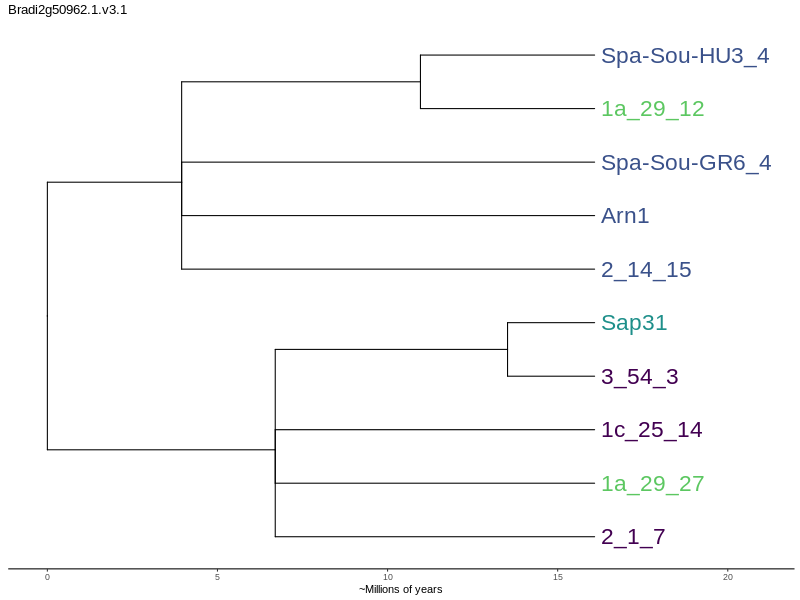 Bradi2g50962.1.v3.1
Spa-Sou-HU3_4
1a_29_12
Spa-Sou-GR6_4
Arn1
2_14_15
Sap31
3_54_3
1c_25_14
1a_29_27
2_1_7
0 5 10 15 20
~Millions of years